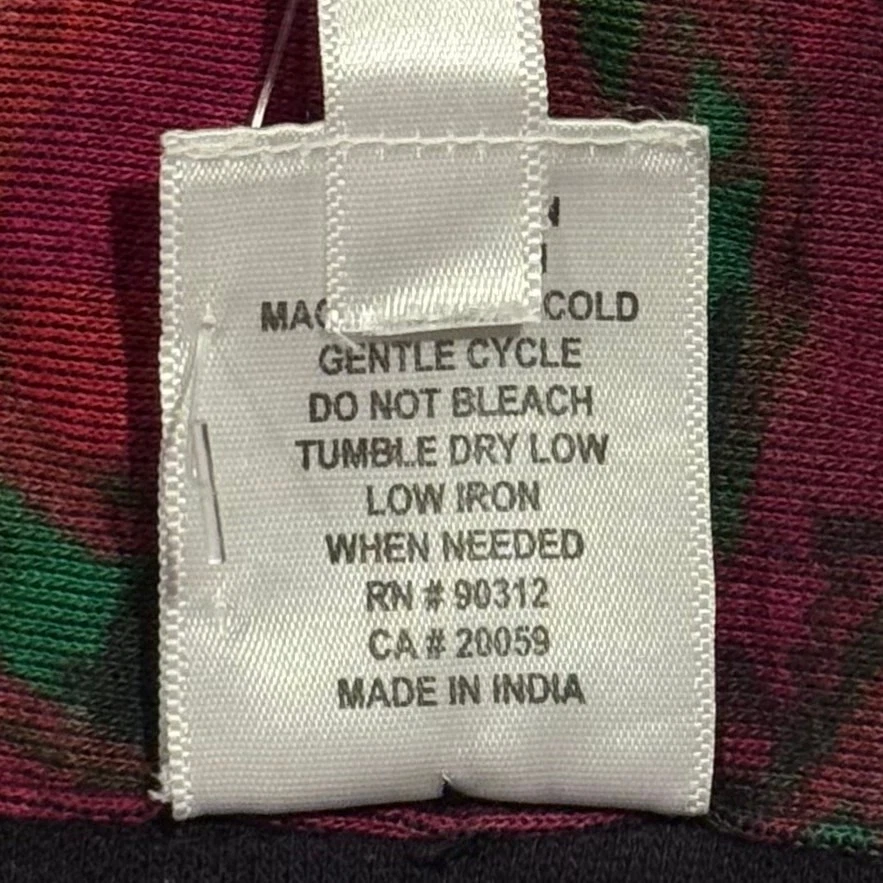 MAC COLD
GENTLE CYCLE
DO NOT BLEACH
TUMBLE DRY LOW
LOW IRON
WHEN NEEDED
RN # 90312
CA # 20059
MADE IN INDIA